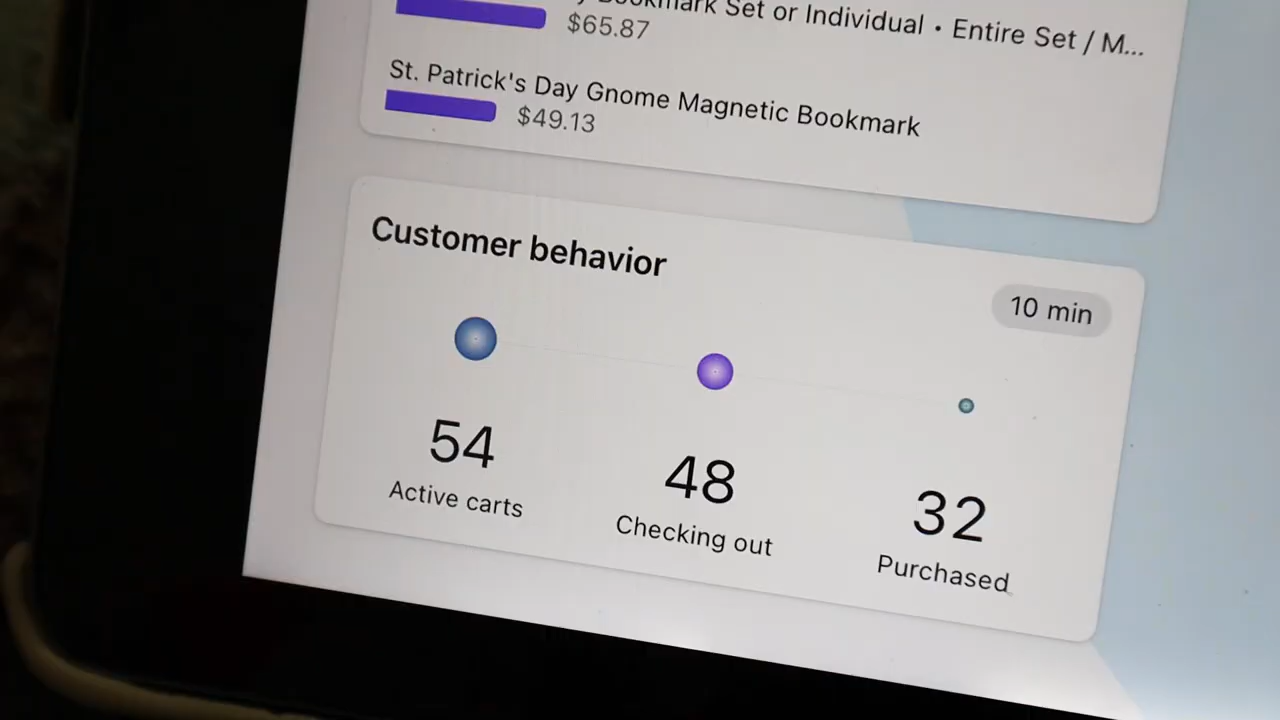 Set or Individual • Entire Set / M...
$65.87
St. Patrick's Day Gnome Magnetic Bookmark
$49.13
Customer behavior
10 min
54
Active carts
48
Checking out
32
Purchased